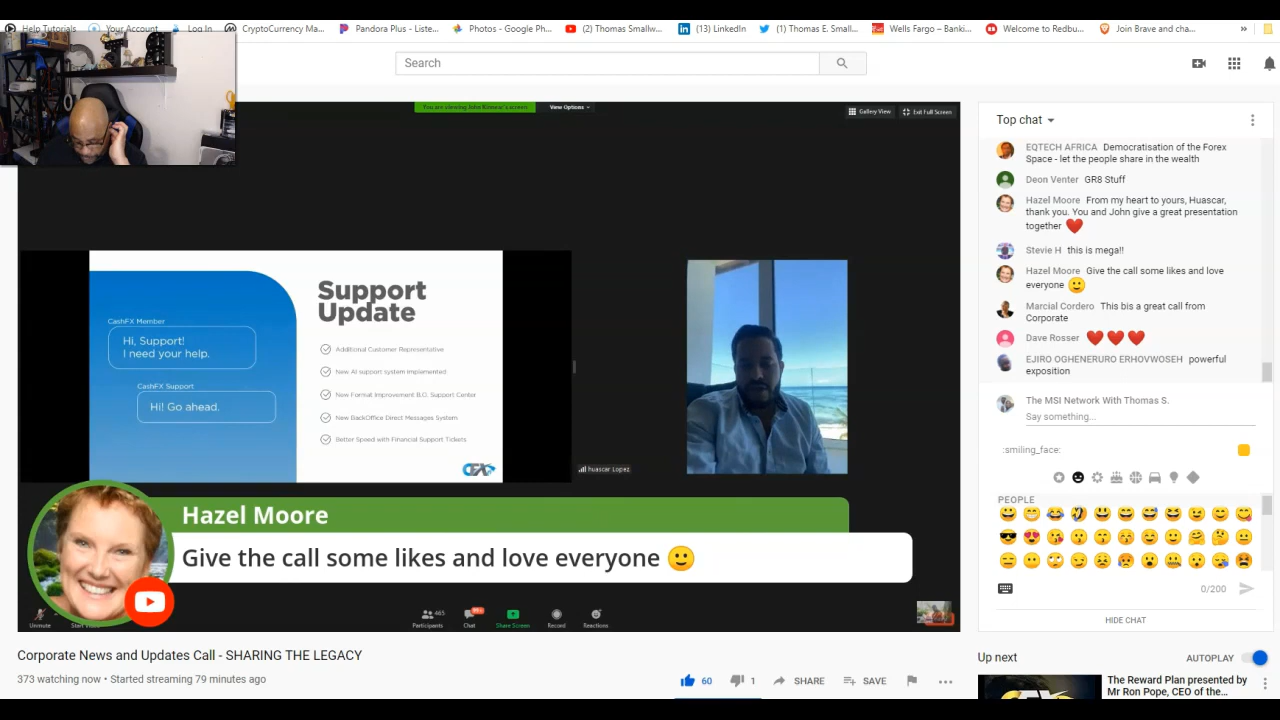 Help Tutorials
Your Account
Log In
CryptoCurrency Ma...
Pandora Plus - Liste...
Photos - Google Ph...
(2) Thomas Smallw...
(13) LinkedIn
(1) Thomas E. Small...
Wells Fargo – Banki...
Welcome to Redbu...
Join Brave and cha...
»
Search
You are viewing John Kimesw's screen
View Options
Gallery View
Exit Full Screen
CashFX Member
Hi, Support!
I need your help.
CashFX Support
Hi! Go ahead.
Support
Update
Additional Customer Representative
New AI support system implemented
New Format Improvement B.O. Support Center
New BackOffice Direct Messages System
Better Speed with Financial Support Tickets
CFX
huascar Lopez
Hazel Moore
Give the call some likes and love everyone 🙂
Unmute
Start Video
465
Participants
99+
Chat
Share Screen
Record
Reactions
Corporate News and Updates Call - SHARING THE LEGACY
373 watching now • Started streaming 79 minutes ago
60
1
SHARE
SAVE
Top chat
EQTECH AFRICA Democratisation of the Forex
Space - let the people share in the wealth
Deon Venter GR8 Stuff
Hazel Moore From my heart to yours, Huascar,
thank you. You and John give a great presentation
together ❤️
Stevie H this is mega!!
Hazel Moore Give the call some likes and love
everyone 🙂
Marcial Cordero This bis a great call from
Corporate
Dave Rosser ❤️ ❤️ ❤️
EJIRO OGHENERURO ERHOVWOSEH powerful
exposition
The MSI Network With Thomas S.
Say something...
:smiling_face:
PEOPLE
0/200
HIDE CHAT
Up next
AUTOPLAY
The Reward Plan presented by
Mr Ron Pope, CEO of the...